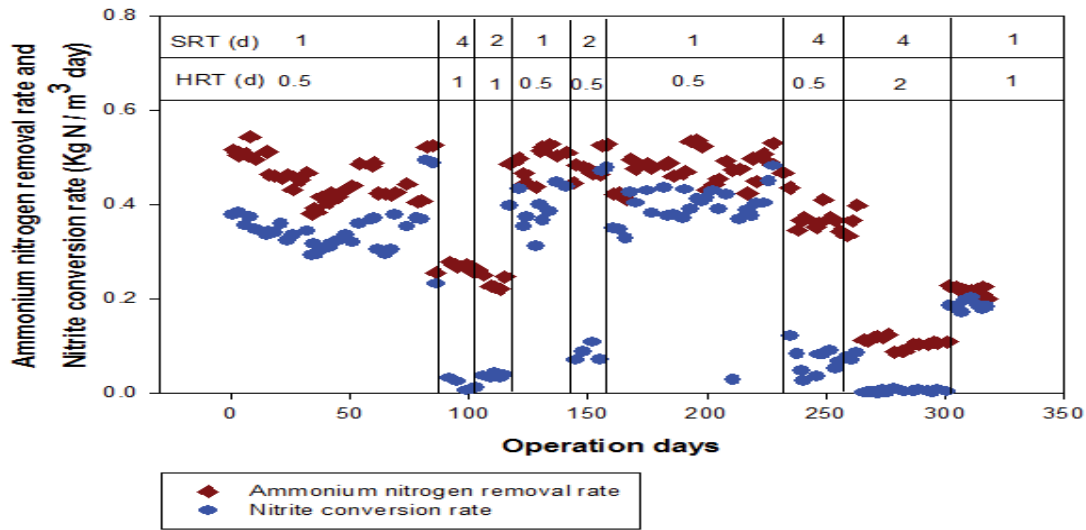 Ammonium nitrogen removal rate and
Nitrite conversion rate (Kg N / m³ day)
0.8
0.6
0.4
0.2
0.0
SRT (d) 1 4 2 1 2 1 4 4 1
HRT (d) 0.5 1 1 0.5 0.5 0.5 0.5 2 1
0 50 100 150 200 250 300 350
Operation days
Ammonium nitrogen removal rate
Nitrite conversion rate